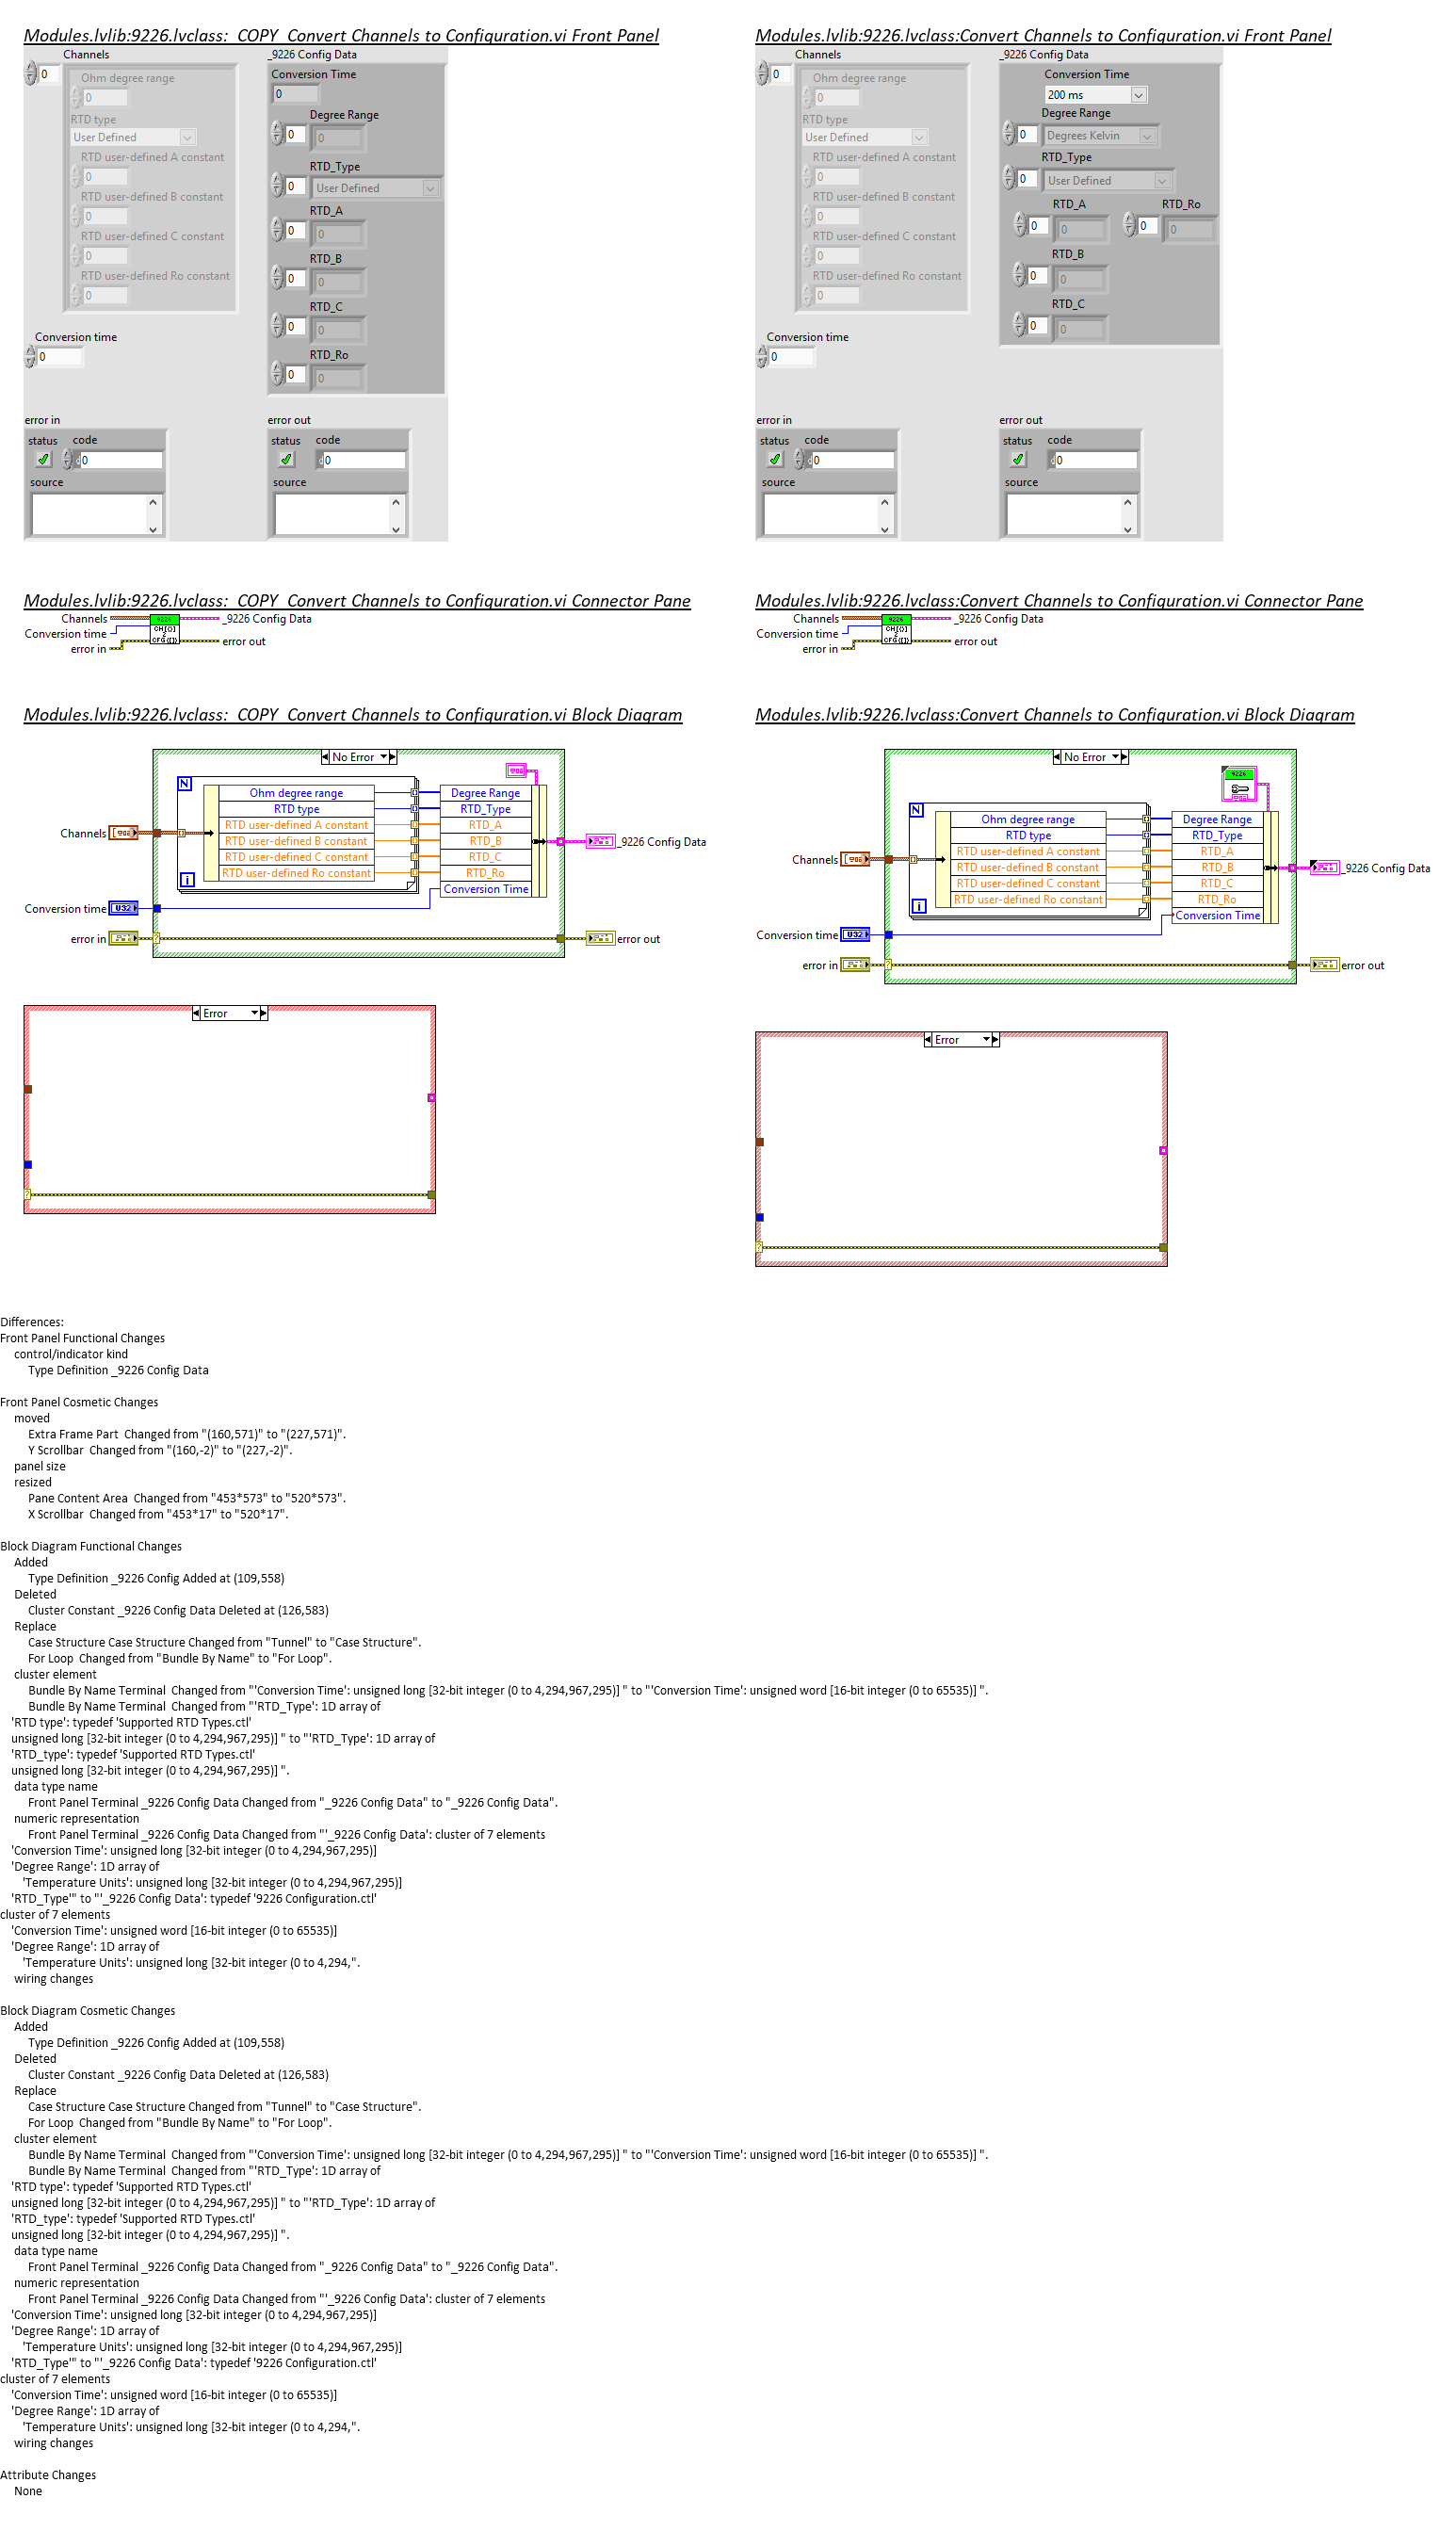 Modules.lvlib:9226.lvclass:_COPY_Convert Channels to Configuration.vi Front Panel
Channels
0
Ohm degree range
0
RTD type
User Defined
RTD user-defined A constant
0
RTD user-defined B constant
0
RTD user-defined C constant
0
RTD user-defined Ro constant
0
Conversion time
0
_9226 Config Data
Conversion Time
0
Degree Range
0
0
RTD_Type
0
User Defined
RTD_A
0
0
RTD_B
0
0
RTD_C
0
0
RTD_Ro
0
0
error in
status
code
d0
source
error out
status
code
d0
source
Modules.lvlib:9226.lvclass:Convert Channels to Configuration.vi Front Panel
Channels
0
Ohm degree range
0
RTD type
User Defined
RTD user-defined A constant
0
RTD user-defined B constant
0
RTD user-defined C constant
0
RTD user-defined Ro constant
0
Conversion time
0
_9226 Config Data
Conversion Time
200 ms
Degree Range
0
Degrees Kelvin
RTD_Type
0
User Defined
RTD_A
0
0
RTD_Ro
0
0
RTD_B
0
0
RTD_C
0
0
error in
status
code
d0
source
error out
status
code
d0
source
Modules.lvlib:9226.lvclass:_COPY_Convert Channels to Configuration.vi Connector Pane
Channels
Conversion time
error in
9226
CH[()]
2
CFG([])
_9226 Config Data
error out
Modules.lvlib:9226.lvclass:Convert Channels to Configuration.vi Connector Pane
Channels
Conversion time
error in
9226
CH[()]
2
CFG([])
_9226 Config Data
error out
Modules.lvlib:9226.lvclass:_COPY_Convert Channels to Configuration.vi Block Diagram
No Error
N
Ohm degree range
RTD type
RTD user-defined A constant
RTD user-defined B constant
RTD user-defined C constant
RTD user-defined Ro constant
i
Degree Range
RTD_Type
RTD_A
RTD_B
RTD_C
RTD_Ro
Conversion Time
Channels
Conversion time
U32
error in
_9226 Config Data
error out
Error
Modules.lvlib:9226.lvclass:Convert Channels to Configuration.vi Block Diagram
No Error
9226
N
Ohm degree range
RTD type
RTD user-defined A constant
RTD user-defined B constant
RTD user-defined C constant
RTD user-defined Ro constant
i
Degree Range
RTD_Type
RTD_A
RTD_B
RTD_C
RTD_Ro
Conversion Time
Channels
Conversion time
U32
error in
_9226 Config Data
error out
Error
Differences:
Front Panel Functional Changes
control/indicator kind
Type Definition _9226 Config Data
Front Panel Cosmetic Changes
moved
Extra Frame Part  Changed from "(160,571)" to "(227,571)".
Y Scrollbar  Changed from "(160,-2)" to "(227,-2)".
panel size
resized
Pane Content Area  Changed from "453*573" to "520*573".
X Scrollbar  Changed from "453*17" to "520*17".
Block Diagram Functional Changes
Added
Type Definition _9226 Config Added at (109,558)
Deleted
Cluster Constant _9226 Config Data Deleted at (126,583)
Replace
Case Structure Case Structure Changed from "Tunnel" to "Case Structure".
For Loop  Changed from "Bundle By Name" to "For Loop".
cluster element
Bundle By Name Terminal  Changed from "'Conversion Time': unsigned long [32-bit integer (0 to 4,294,967,295)] " to "'Conversion Time': unsigned word [16-bit integer (0 to 65535)] ".
Bundle By Name Terminal  Changed from "'RTD_Type': 1D array of
'RTD type': typedef 'Supported RTD Types.ctl'
unsigned long [32-bit integer (0 to 4,294,967,295)] " to "'RTD_Type': 1D array of
'RTD_type': typedef 'Supported RTD Types.ctl'
unsigned long [32-bit integer (0 to 4,294,967,295)] ".
data type name
Front Panel Terminal _9226 Config Data Changed from "_9226 Config Data" to "_9226 Config Data".
numeric representation
Front Panel Terminal _9226 Config Data Changed from "'_9226 Config Data': cluster of 7 elements
'Conversion Time': unsigned long [32-bit integer (0 to 4,294,967,295)]
'Degree Range': 1D array of
'Temperature Units': unsigned long [32-bit integer (0 to 4,294,967,295)]
'RTD_Type'" to "'_9226 Config Data': typedef '9226 Configuration.ctl'
cluster of 7 elements
'Conversion Time': unsigned word [16-bit integer (0 to 65535)]
'Degree Range': 1D array of
'Temperature Units': unsigned long [32-bit integer (0 to 4,294,".
wiring changes
Block Diagram Cosmetic Changes
Added
Type Definition _9226 Config Added at (109,558)
Deleted
Cluster Constant _9226 Config Data Deleted at (126,583)
Replace
Case Structure Case Structure Changed from "Tunnel" to "Case Structure".
For Loop  Changed from "Bundle By Name" to "For Loop".
cluster element
Bundle By Name Terminal  Changed from "'Conversion Time': unsigned long [32-bit integer (0 to 4,294,967,295)] " to "'Conversion Time': unsigned word [16-bit integer (0 to 65535)] ".
Bundle By Name Terminal  Changed from "'RTD_Type': 1D array of
'RTD type': typedef 'Supported RTD Types.ctl'
unsigned long [32-bit integer (0 to 4,294,967,295)] " to "'RTD_Type': 1D array of
'RTD_type': typedef 'Supported RTD Types.ctl'
unsigned long [32-bit integer (0 to 4,294,967,295)] ".
data type name
Front Panel Terminal _9226 Config Data Changed from "_9226 Config Data" to "_9226 Config Data".
numeric representation
Front Panel Terminal _9226 Config Data Changed from "'_9226 Config Data': cluster of 7 elements
'Conversion Time': unsigned long [32-bit integer (0 to 4,294,967,295)]
'Degree Range': 1D array of
'Temperature Units': unsigned long [32-bit integer (0 to 4,294,967,295)]
'RTD_Type'" to "'_9226 Config Data': typedef '9226 Configuration.ctl'
cluster of 7 elements
'Conversion Time': unsigned word [16-bit integer (0 to 65535)]
'Degree Range': 1D array of
'Temperature Units': unsigned long [32-bit integer (0 to 4,294,".
wiring changes
Attribute Changes
None